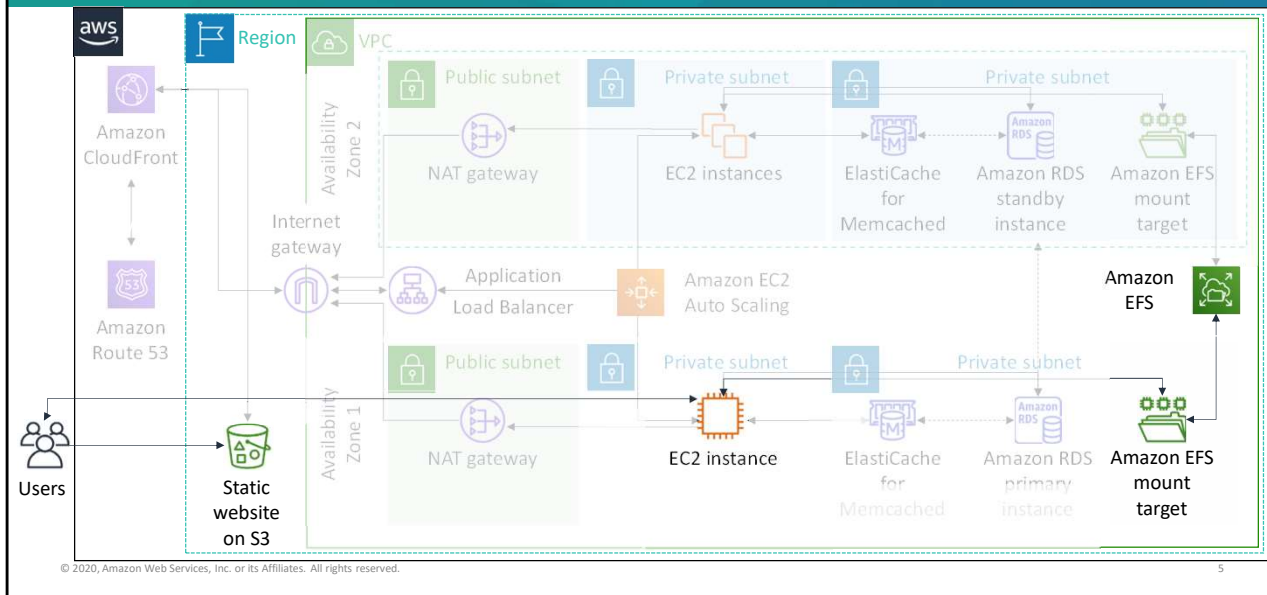 aws
Region
VPC
Public subnet
Private subnet
Private subnet
Availability
Zone 2
Amazon
CloudFront
NAT gateway
EC2 instances
ElastiCache
for
Memcached
Amazon
RDS
Amazon RDS
standby
instance
Amazon EFS
mount
target
Internet
gateway
Application
Load Balancer
Amazon EC2
Auto Scaling
Amazon
EFS
53
Amazon
Route 53
Public subnet
Private subnet
Private subnet
Availability
Zone 1
NAT gateway
EC2 instance
ElastiCache
for
Memcached
Amazon
RDS
Amazon RDS
primary
instance
Amazon EFS
mount
target
Users
Static
website
on S3
© 2020, Amazon Web Services, Inc. or its Affiliates. All rights reserved.
5